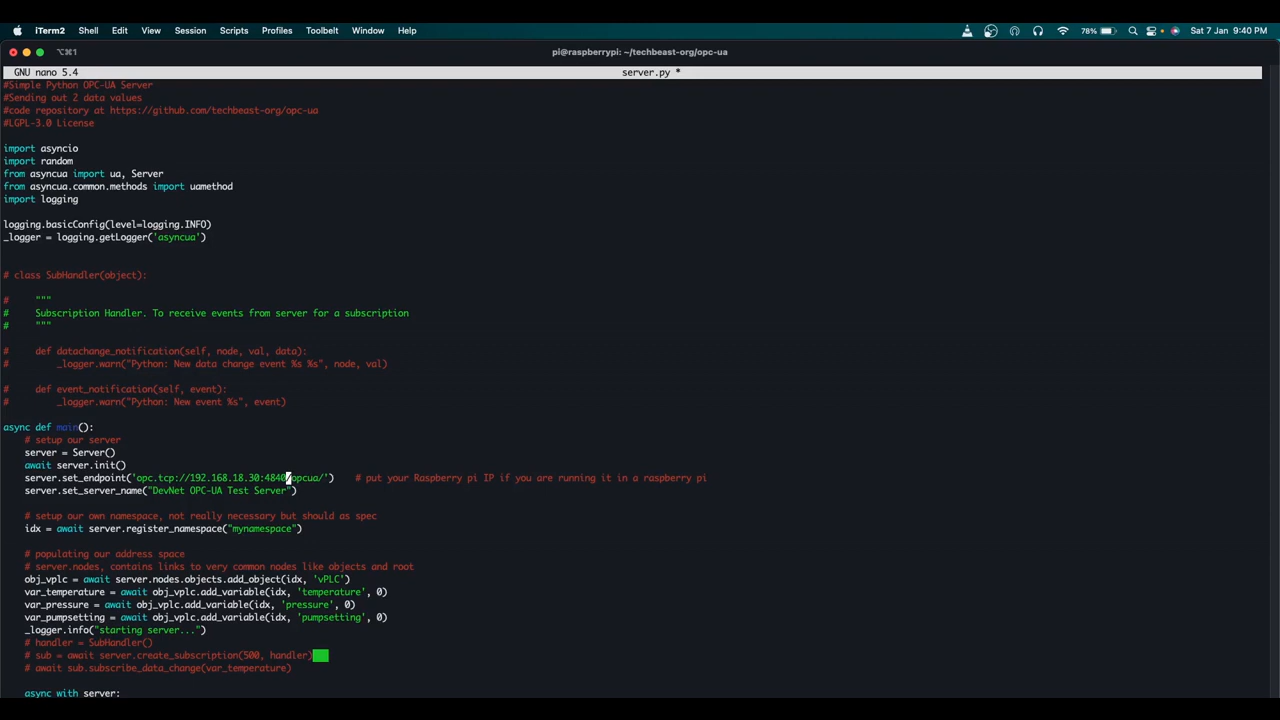 iTerm2 Shell Edit View Session Scripts Profiles Toolbelt Window Help 78% Sat 7 Jan 9:40 PM
⌥⌘1 pi@raspberrypi: ~/techbeast-org/opc-ua
GNU nano 5.4 server.py *
#Simple Python OPC-UA Server
#Sending out 2 data values
#code repository at https://github.com/techbeast-org/opc-ua
#LGPL-3.0 License
import asyncio
import random
from asyncua import ua, Server
from asyncua.common.methods import uamethod
import logging
logging.basicConfig(level=logging.INFO)
_logger = logging.getLogger('asyncua')
# class SubHandler(object):
#     """
#     Subscription Handler. To receive events from server for a subscription
#     """
#     def datachange_notification(self, node, val, data):
#         _logger.warn("Python: New data change event %s %s", node, val)
#     def event_notification(self, event):
#         _logger.warn("Python: New event %s", event)
async def main():
    # setup our server
    server = Server()
    await server.init()
    server.set_endpoint('opc.tcp://192.168.18.30:4840/opcua/')    # put your Raspberry pi IP if you are running it in a raspberry pi
    server.set_server_name("DevNet OPC-UA Test Server")
    # setup our own namespace, not really necessary but should as spec
    idx = await server.register_namespace("mynamespace")
    # populating our address space
    # server.nodes, contains links to very common nodes like objects and root
    obj_vplc = await server.nodes.objects.add_object(idx, 'vPLC')
    var_temperature = await obj_vplc.add_variable(idx, 'temperature', 0)
    var_pressure = await obj_vplc.add_variable(idx, 'pressure', 0)
    var_pumpsetting = await obj_vplc.add_variable(idx, 'pumpsetting', 0)
    _logger.info("starting server...")
    # handler = SubHandler()
    # sub = await server.create_subscription(500, handler)
    # await sub.subscribe_data_change(var_temperature)
    async with server: